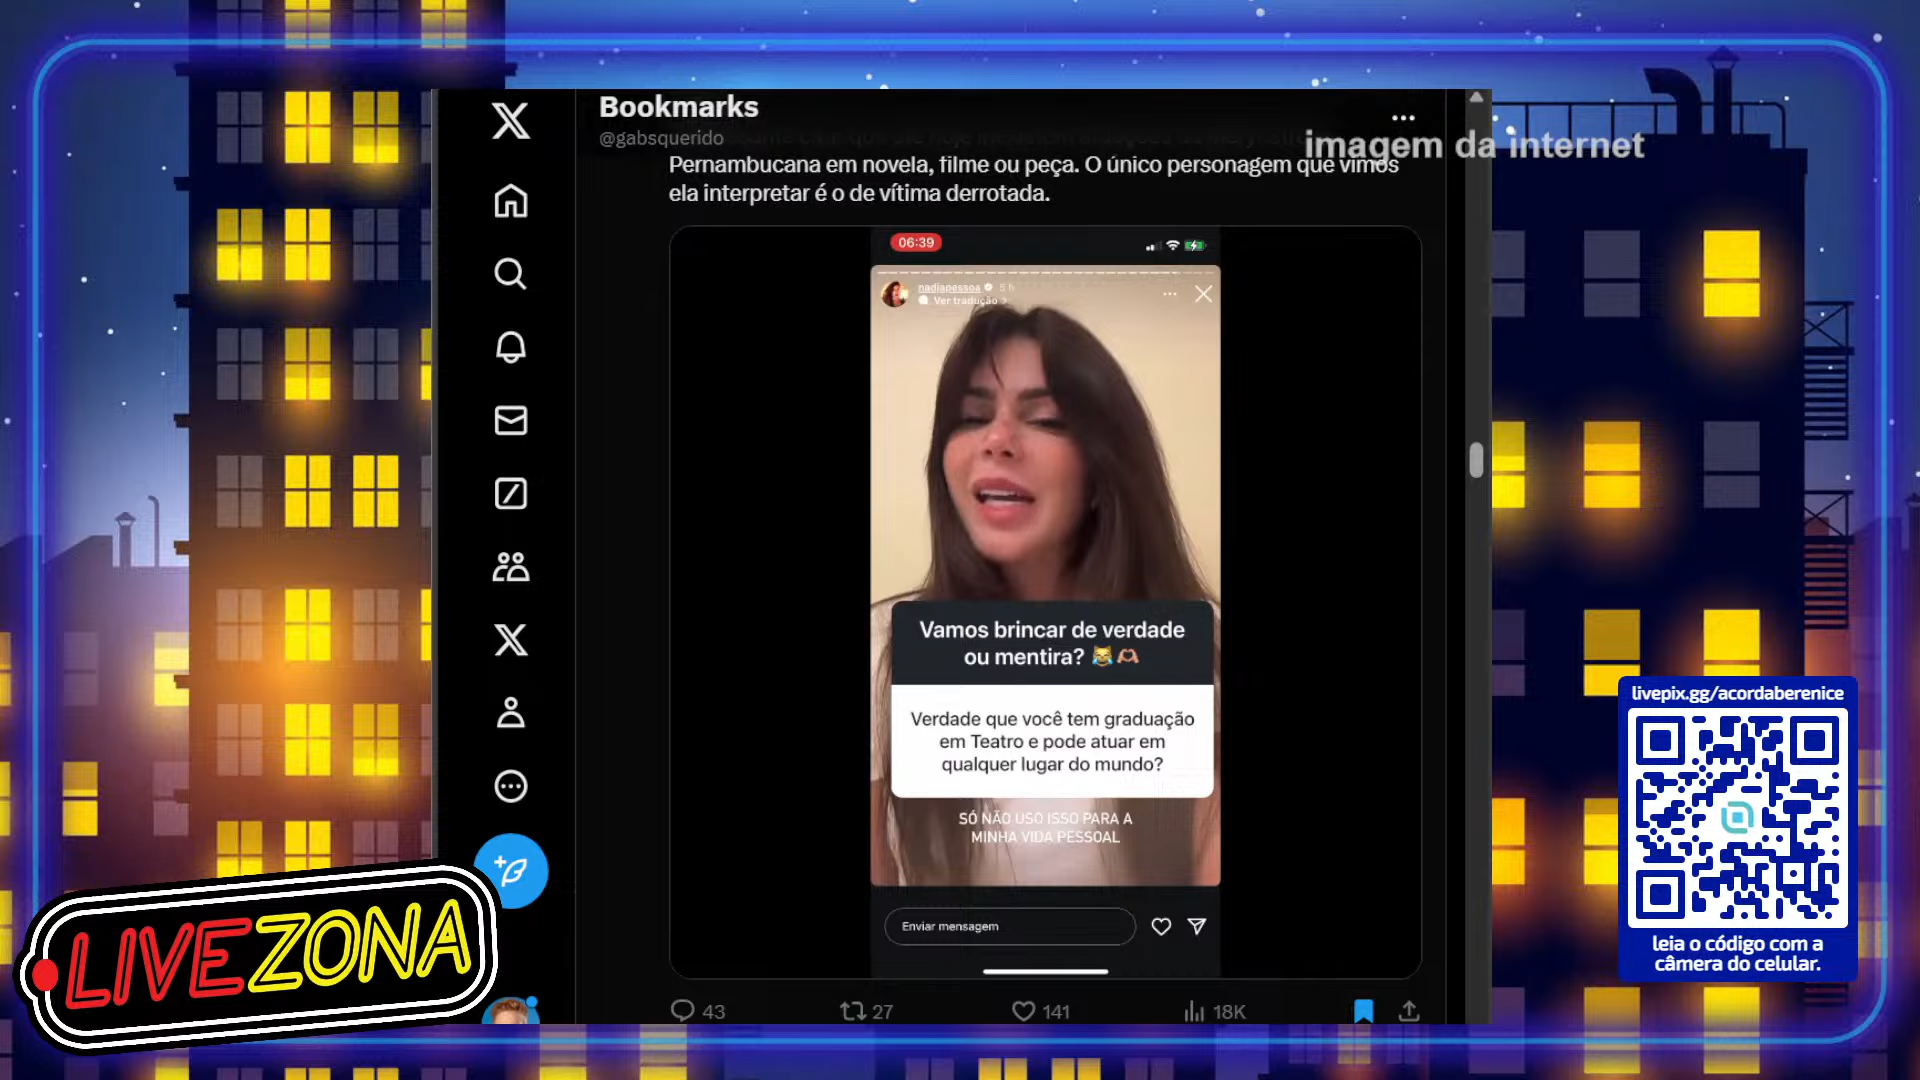 Bookmarks
@gabsquerido
imagem da internet
Pernambucana em novela, filme ou peça. O único personagem que vimos
ela interpretar é o de vítima derrotada.
06:39
nadiapessoa 5 h
Ver tradução >
Vamos brincar de verdade
ou mentira? 😹🫶🏼
Verdade que você tem graduação
em Teatro e pode atuar em
qualquer lugar do mundo?
SÓ NÃO USO ISSO PARA A
MINHA VIDA PESSOAL
Enviar mensagem
43
27
141
18K
LIVEZONA
livepix.gg/acordaberenice
leia o código com a
câmera do celular.